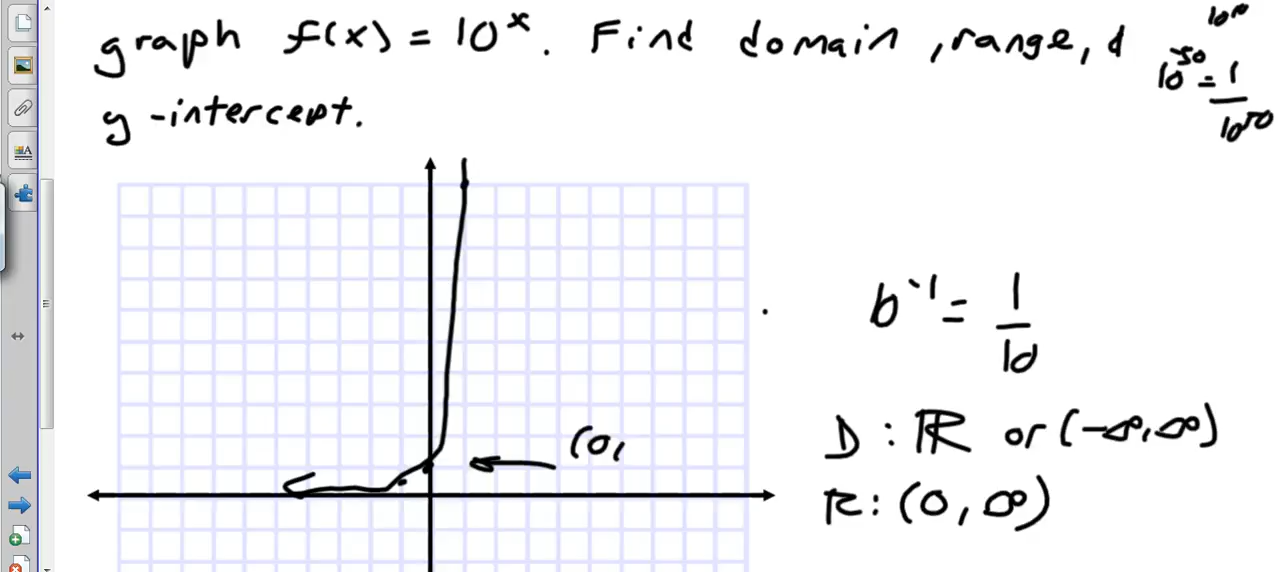 graph f(x) = 10^x. Find domain, range, &
y-intercept.
10^-50 = 1/10^50
b^-1 = 1/10
(0,
D: ℝ or (-∞, ∞)
R: (0, ∞)